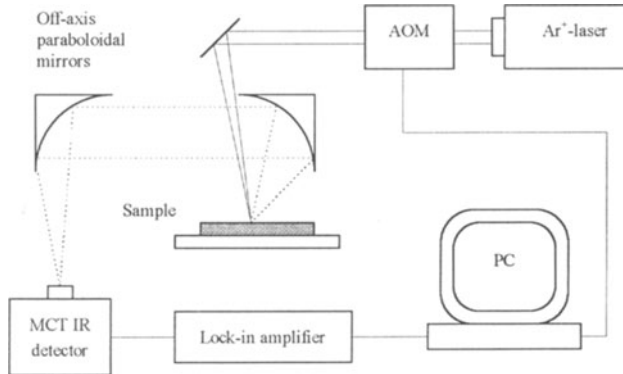 Off-axis
paraboloidal
mirrors
AOM
Ar⁺-laser
Sample
PC
MCT IR
detector
Lock-in amplifier